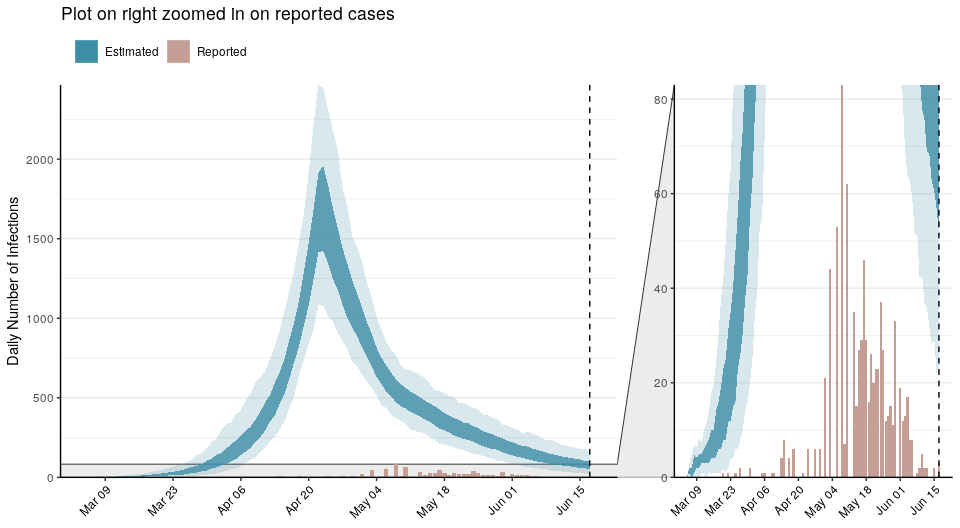 Plot on right zoomed in on reported cases
Estimated Reported
Daily Number of Infections
2000
1500
1000
500
0
Mar 09 Mar 23 Apr 06 Apr 20 May 04 May 18 Jun 01 Jun 15
80
60
40
20
0
Mar 09 Mar 23 Apr 06 Apr 20 May 04 May 18 Jun 01 Jun 15